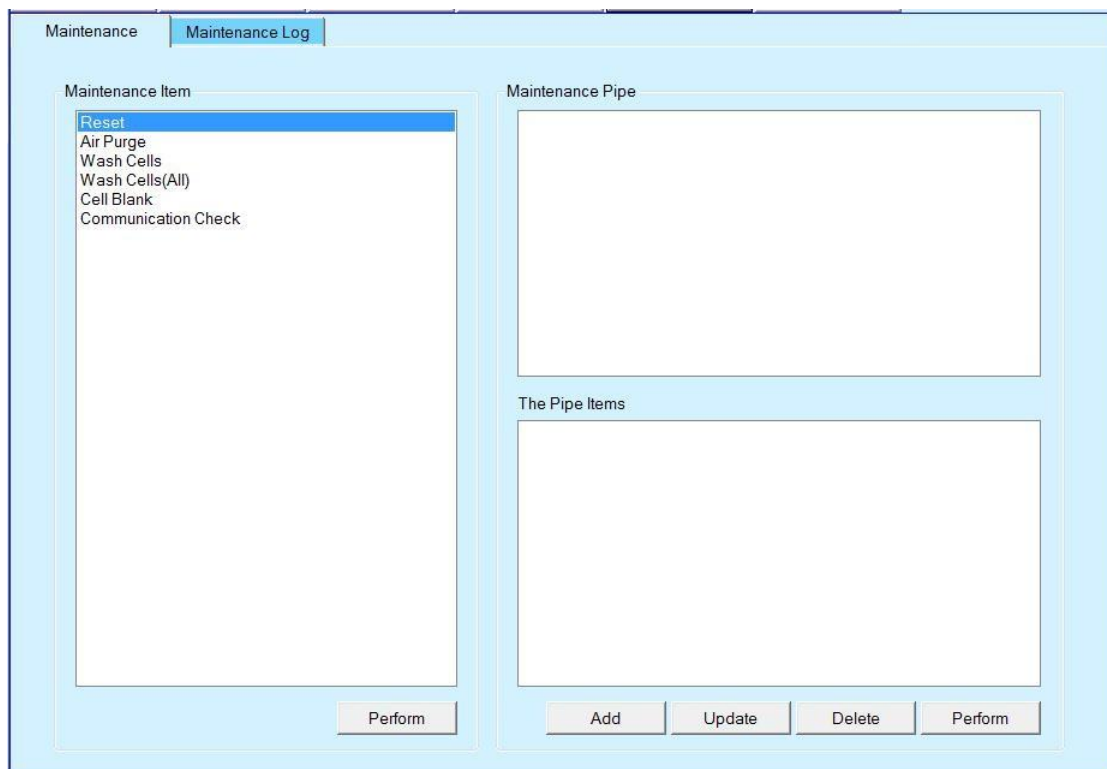 Maintenance
Maintenance Log
Maintenance Item
Reset
Air Purge
Wash Cells
Wash Cells(All)
Cell Blank
Communication Check
Perform
Maintenance Pipe
The Pipe Items
Add
Update
Delete
Perform